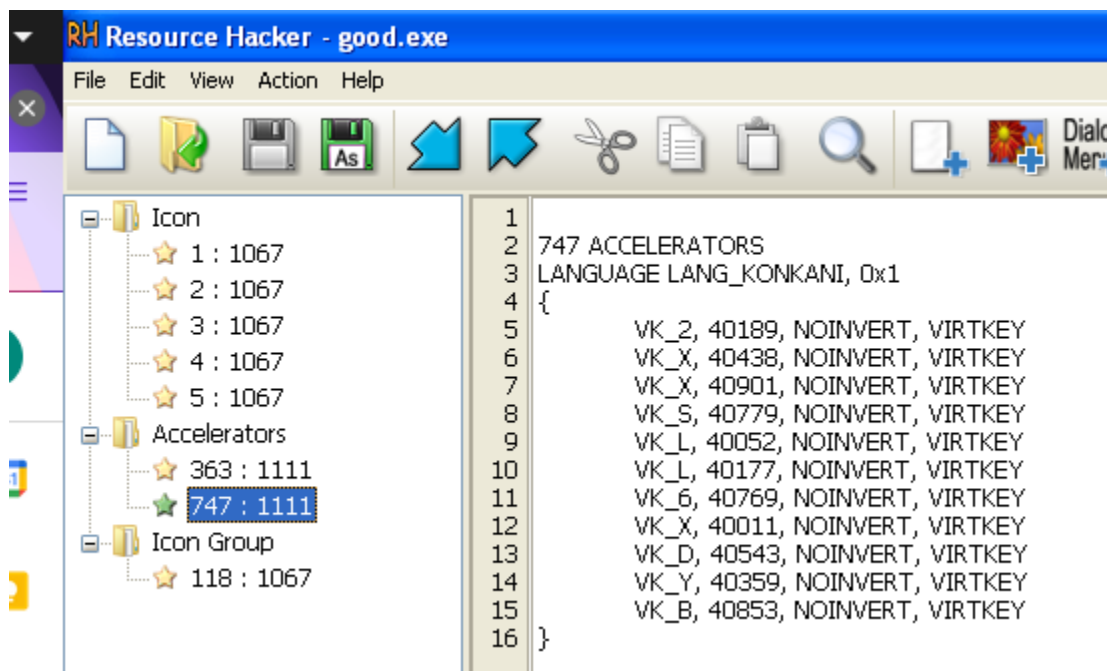 RH Resource Hacker - good.exe
File Edit View Action Help
As
Menu
Icon
1 : 1067
2 : 1067
3 : 1067
4 : 1067
5 : 1067
Accelerators
363 : 1111
747 : 1111
Icon Group
118 : 1067
1
2 747 ACCELERATORS
3 LANGUAGE LANG_KONKANI, 0x1
4 {
5 VK_2, 40189, NOINVERT, VIRTKEY
6 VK_X, 40438, NOINVERT, VIRTKEY
7 VK_X, 40901, NOINVERT, VIRTKEY
8 VK_S, 40779, NOINVERT, VIRTKEY
9 VK_L, 40052, NOINVERT, VIRTKEY
10 VK_L, 40177, NOINVERT, VIRTKEY
11 VK_6, 40769, NOINVERT, VIRTKEY
12 VK_X, 40011, NOINVERT, VIRTKEY
13 VK_D, 40543, NOINVERT, VIRTKEY
14 VK_Y, 40359, NOINVERT, VIRTKEY
15 VK_B, 40853, NOINVERT, VIRTKEY
16 }